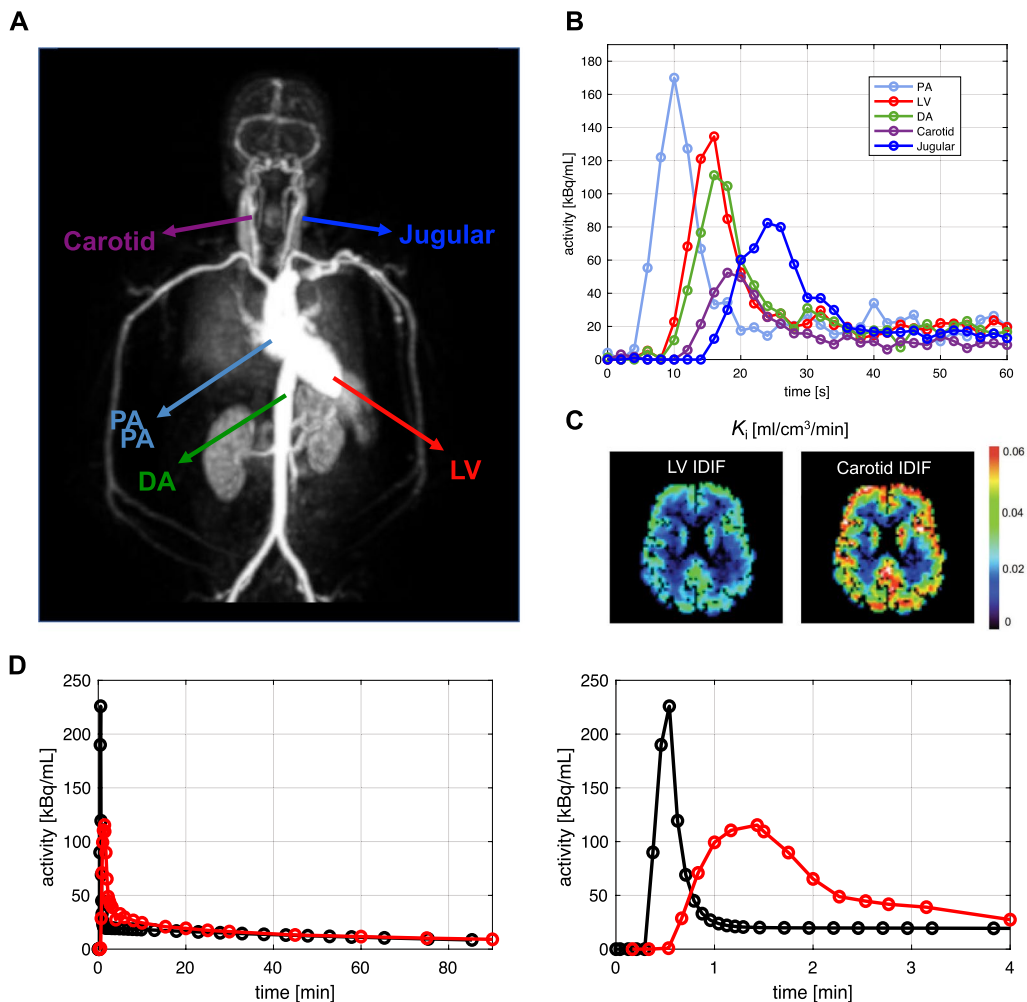 A
Carotid
Jugular
PA
PA
DA
LV
B
activity [kBq/mL]
180
160
140
120
100
80
60
40
20
0
PA
LV
DA
Carotid
Jugular
0 10 20 30 40 50 60
time [s]
C
Ki [ml/cm³/min]
LV IDIF
Carotid IDIF
0.06
0.04
0.02
0
D
activity [kBq/mL]
250
200
150
100
50
0
0 20 40 60 80
time [min]
activity [kBq/mL]
250
200
150
100
50
0
0 1 2 3 4
time [min]